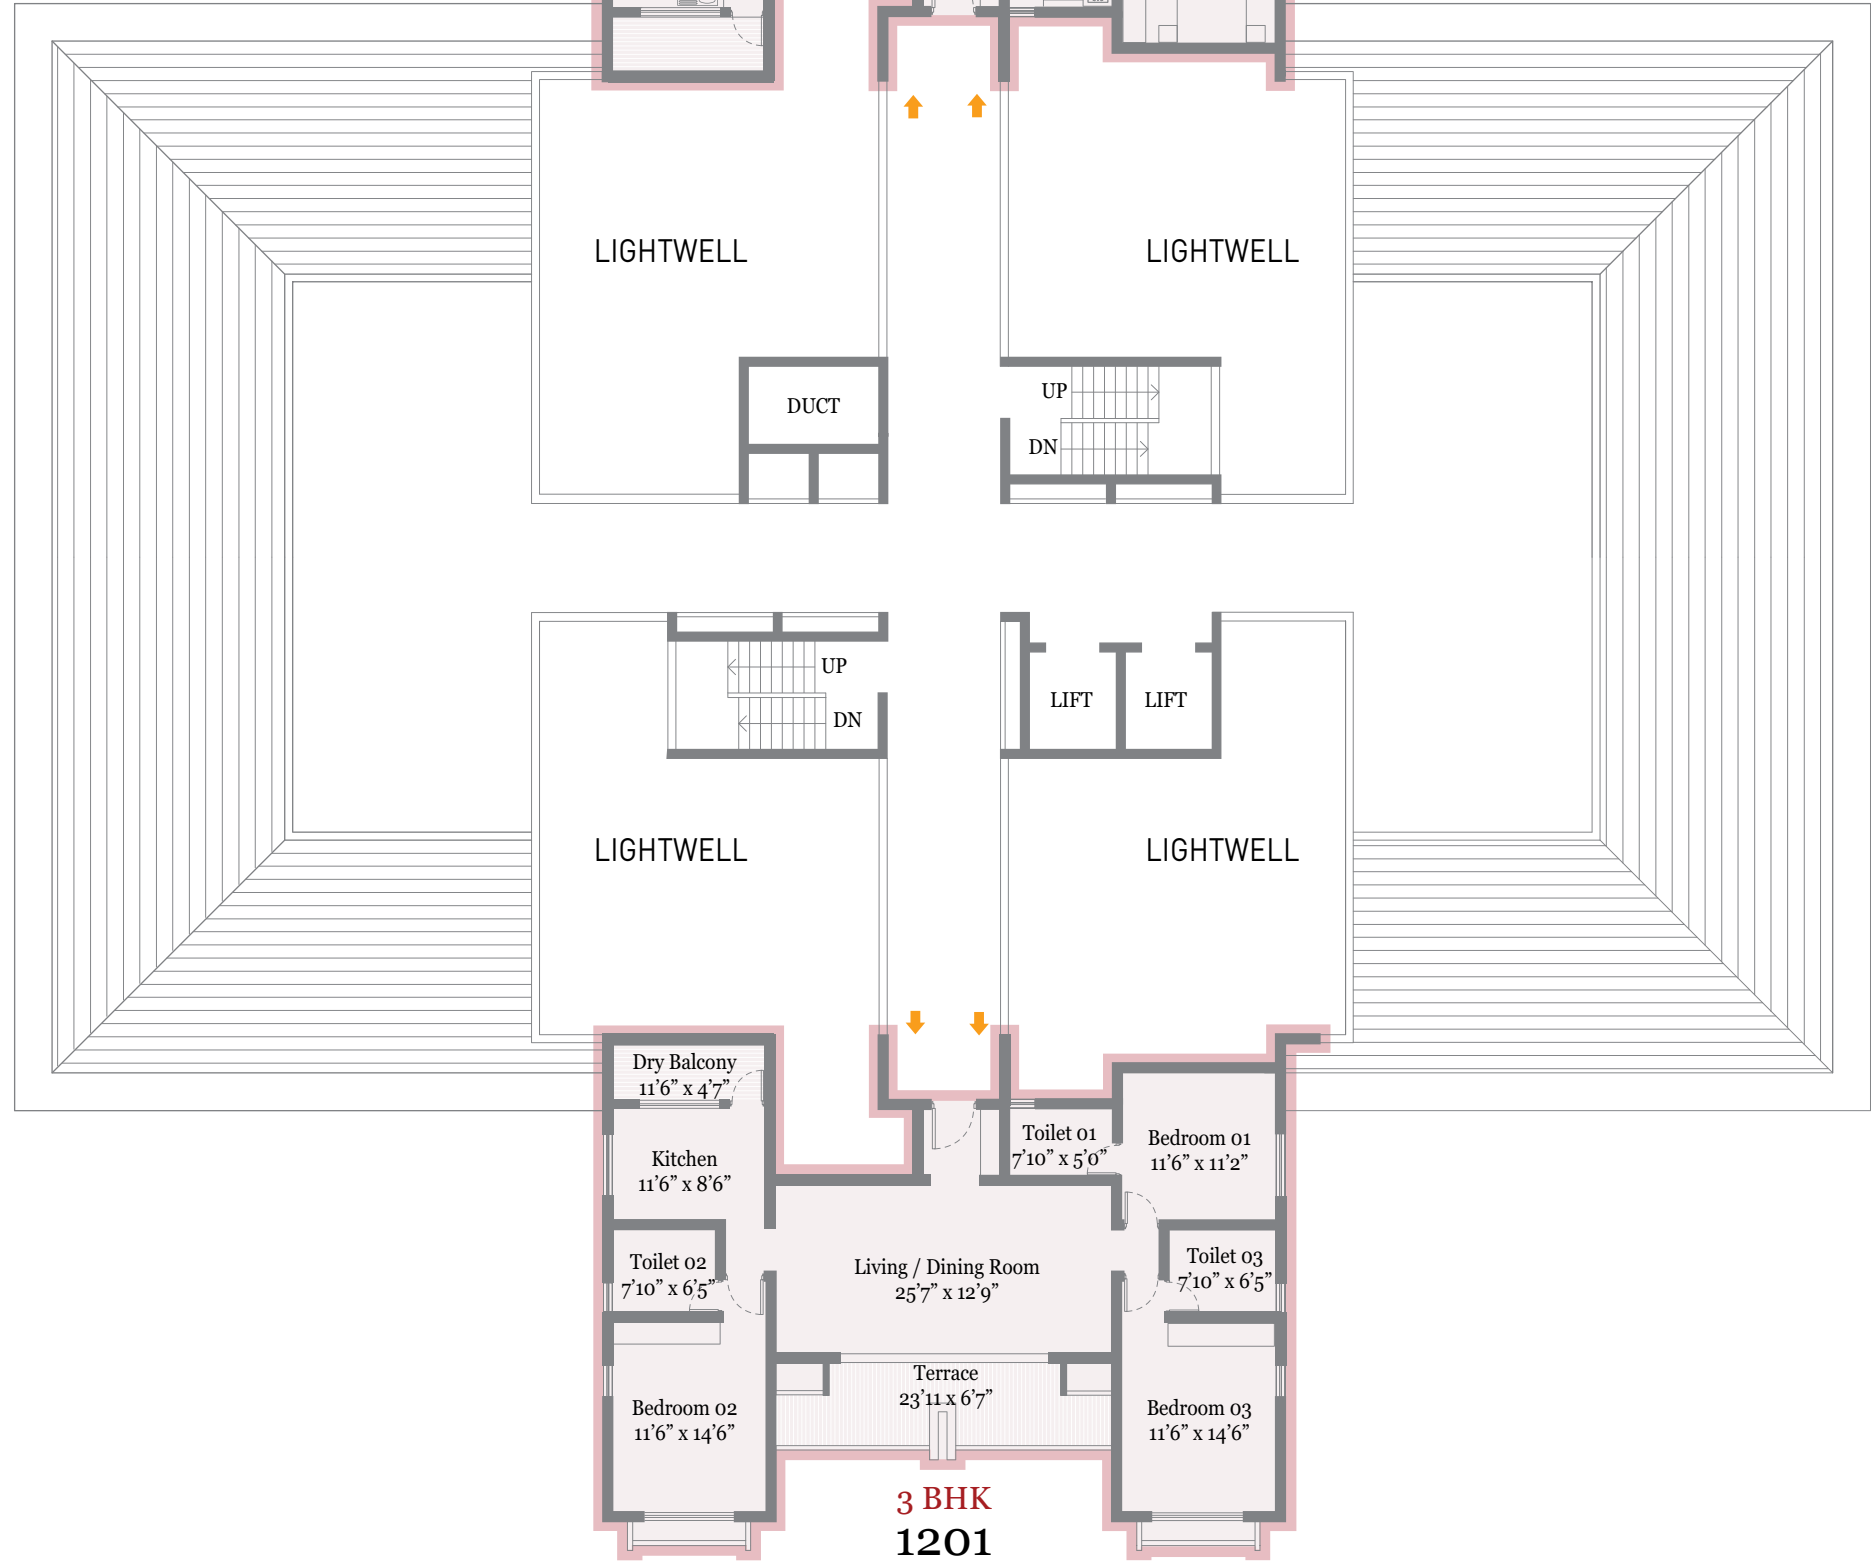 LIGHTWELL
LIGHTWELL
DUCT
UP
DN
UP
DN
LIFT
LIFT
LIGHTWELL
LIGHTWELL
Dry Balcony
11’6” x 4’7”
Kitchen
11’6” x 8’6”
Toilet 01
7’10” x 5’0”
Bedroom 01
11’6” x 11’2”
Toilet 02
7’10” x 6’5”
Living / Dining Room
25’7” x 12’9”
Toilet 03
7’10” x 6’5”
Terrace
23’11 x 6’7”
Bedroom 02
11’6” x 14’6”
Bedroom 03
11’6” x 14’6”
3 BHK
1201